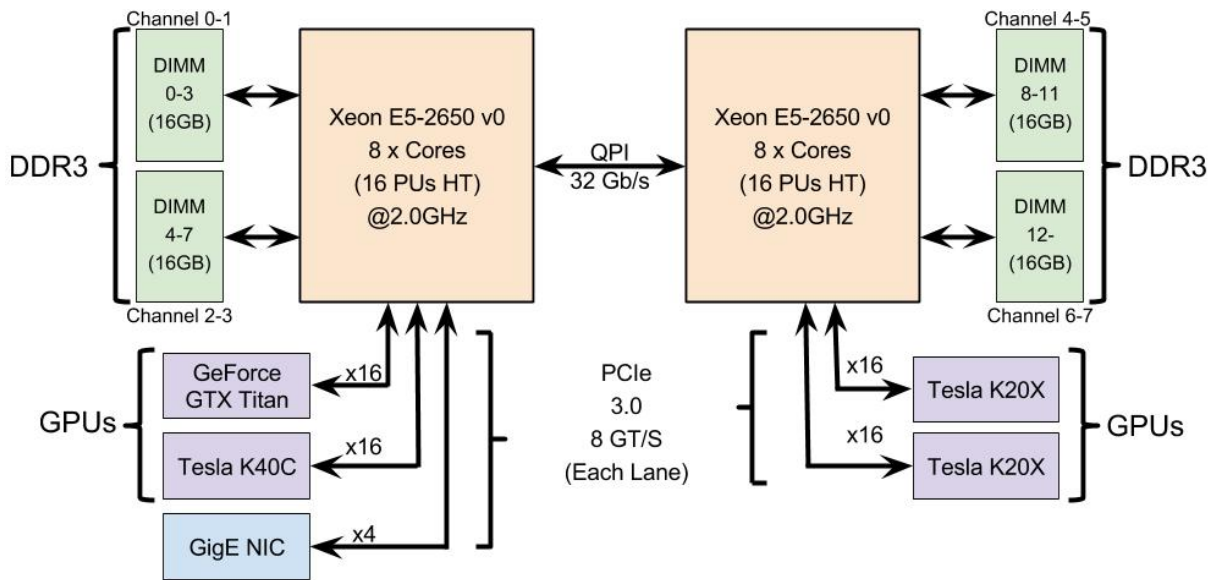 Channel 0-1
DIMM
0-3
(16GB)
DDR3
DIMM
4-7
(16GB)
Channel 2-3
Xeon E5-2650 v0
8 x Cores
(16 PUs HT)
@2.0GHz
QPI
32 Gb/s
Xeon E5-2650 v0
8 x Cores
(16 PUs HT)
@2.0GHz
Channel 4-5
DIMM
8-11
(16GB)
DDR3
DIMM
12-
(16GB)
Channel 6-7
GPUs
GeForce
GTX Titan
x16
Tesla K40C
x16
GigE NIC
x4
PCIe
3.0
8 GT/S
(Each Lane)
x16
Tesla K20X
x16
Tesla K20X
GPUs